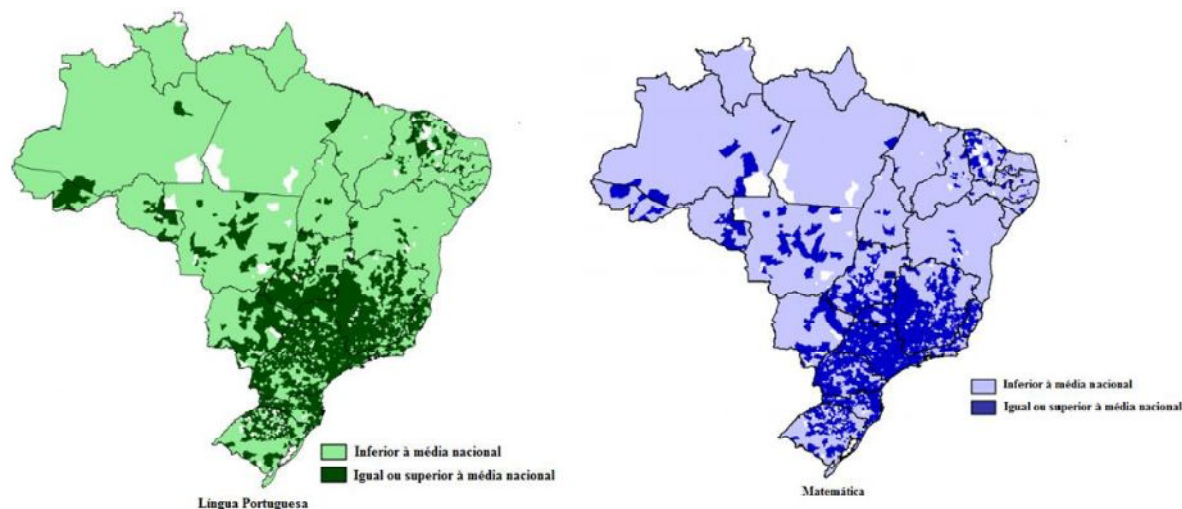 Inferior à média nacional
Igual ou superior à média nacional
Língua Portuguesa
Inferior à média nacional
Igual ou superior à média nacional
Matemática